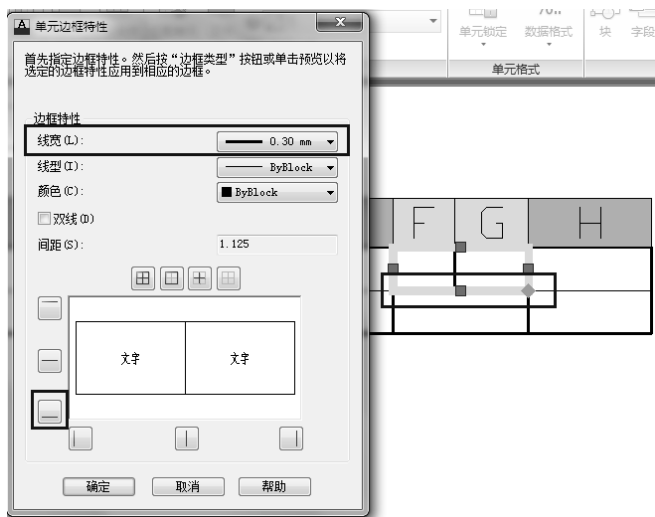 单元边框特性
首先指定边框特性。然后按“边框类型”按钮或单击预览以将
选定的边框特性应用到相应的边框。
边框特性
线宽(L):
0.30 mm
线型(I):
ByBlock
颜色(C):
ByBlock
双线(D)
间距(S):
1.125
文字 文字
确定 取消 帮助
单元锁定 数据格式 块 字段
单元格式
F G H